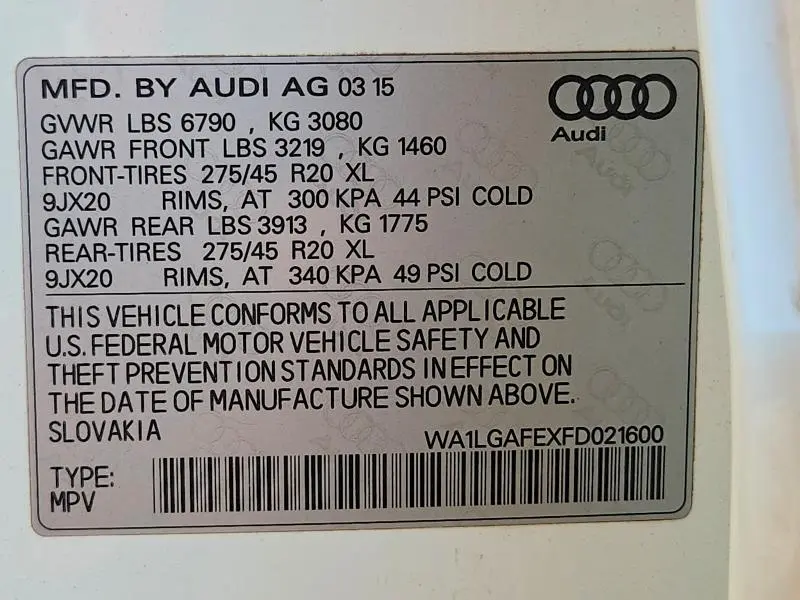 MFD. BY AUDI AG 03 15
Audi
GVWR LBS 6790 , KG 3080
GAWR FRONT LBS 3219 , KG 1460
FRONT-TIRES 275/45 R20 XL
9JX20 RIMS, AT 300 KPA 44 PSI COLD
GAWR REAR LBS 3913 , KG 1775
REAR-TIRES 275/45 R20 XL
9JX20 RIMS, AT 340 KPA 49 PSI COLD
THIS VEHICLE CONFORMS TO ALL APPLICABLE
U.S. FEDERAL MOTOR VEHICLE SAFETY AND
THEFT PREVENTION STANDARDS IN EFFECT ON
THE DATE OF MANUFACTURE SHOWN ABOVE.
SLOVAKIA
WA1LGAFEXFD021600
TYPE:
MPV